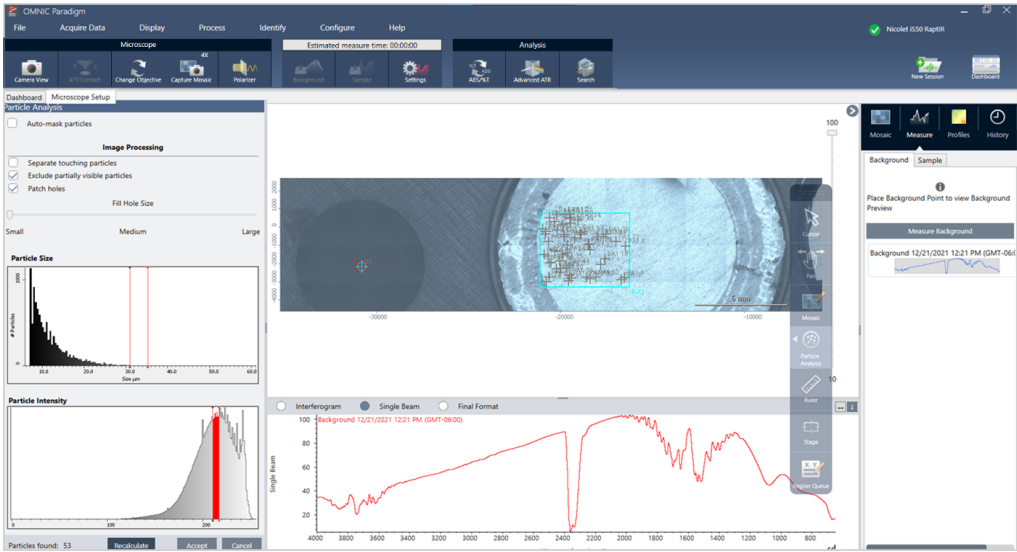 OMNIC Paradigm
File Acquire Data Display Process Identify Configure Help
Nicolet iS50 RaptIR
Microscope
Estimated measure time: 00:00:00
Analysis
4X
Camera View ATR Contact Change Objective Capture Mosaic Polarizer
Background Sample Settings
ABS/%T Advanced ATR Search
New Session Dashboard
Dashboard Microscope Setup
Particle Analysis
Auto-mask particles
Image Processing
Separate touching particles
Exclude partially visible particles
Patch holes
Fill Hole Size
Small Medium Large
Particle Size
1000
# Particles
0
10.0 20.0 30.0 40.0 50.0 60.0
Size µm
Particle Intensity
0 100 200
Particles found: 53 Recalculate Accept Cancel
100
2000
1000
0
-1000
-2000
-3000
-4000
5 mm
-30000 -20000 -10000
10
Cursor
Pan
Mosaic
Particle
Analysis
Ruler
Stage
X Y
Region Queue
Interferogram Single Beam Final Format
Background 12/21/2021 12:21 PM (GMT-06:00)
Single Beam
100
80
60
40
20
4000 3800 3600 3400 3200 3000 2800 2600 2400 2200 2000 1800 1600 1400 1200 1000 800
Mosaic Measure Profiles History
Background Sample
Place Background Point to view Background
Preview
Measure Background
Background 12/21/2021 12:21 PM (GMT-06:0